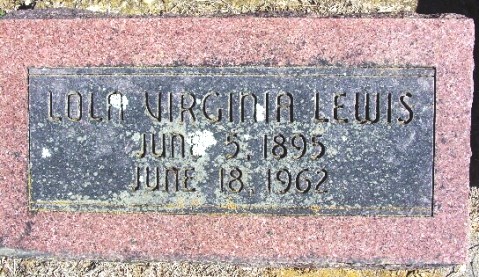 LOLA VIRGINIA LEWIS
JUNE 5, 1895
JUNE 18, 1962